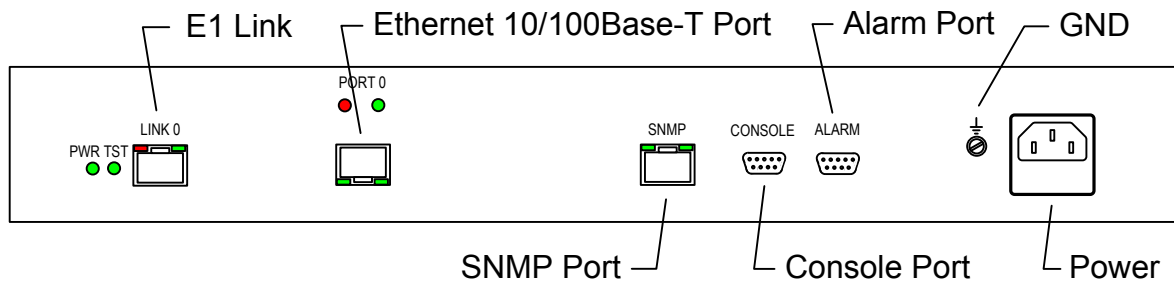 E1 Link
Ethernet 10/100Base-T Port
Alarm Port
GND
PORT 0
LINK 0
SNMP
CONSOLE
ALARM
PWR TST
SNMP Port
Console Port
Power